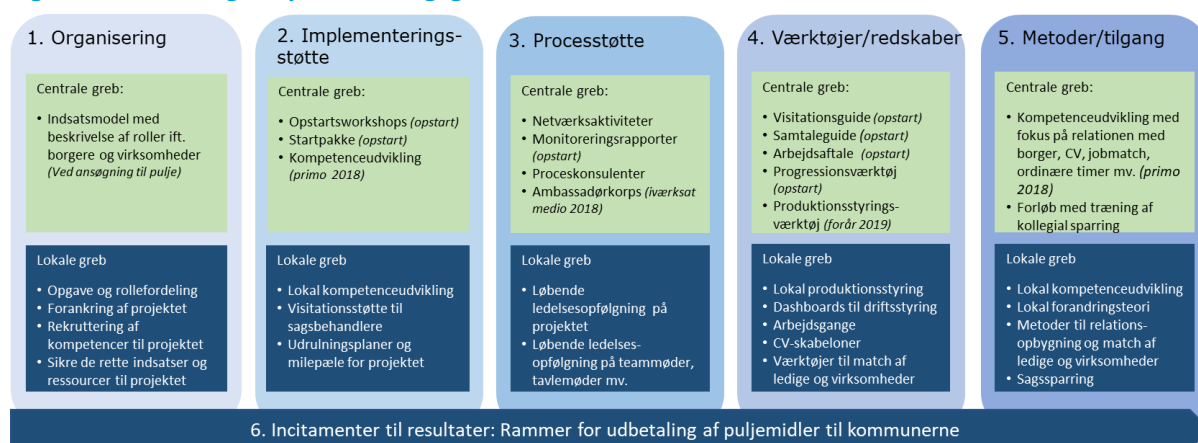 1. Organisering
Centrale greb:
• Indsatsmodel med
beskrivelse af roller ift.
borgere og virksomheder
(Ved ansøgning til pulje)
Lokale greb
• Opgave og rollefordeling
• Forankring af projektet
• Rekruttering af
kompetencer til projektet
• Sikre de rette indsatser og
ressourcer til projektet
2. Implementerings-
støtte
Centrale greb:
• Opstartsworkshops (opstart)
• Startpakke (opstart)
• Kompetenceudvikling
(primo 2018)
Lokale greb
• Lokal kompetenceudvikling
• Visitationsstøtte til
sagsbehandlere
• Udrulningsplaner og
milepæle for projektet
3. Processtøtte
Centrale greb:
• Netværksaktiviteter
• Monitoreringsrapporter
(opstart)
• Proceskonsulenter
• Ambassadørkorps (iværksat
medio 2018)
Lokale greb
• Løbende
ledelsesopfølgning på
projektet
• Løbende ledelses-
opfølgning på teammøder,
tavlemøder mv.
4. Værktøjer/redskaber
Centrale greb:
• Visitationsguide (opstart)
• Samtaleguide (opstart)
• Arbejdsaftale (opstart)
• Progressionsværktøj
(opstart)
• Produktionsstyrings-
værktøj (forår 2019)
Lokale greb
• Lokal produktionsstyring
• Dashboards til driftsstyring
• Arbejdsgange
• CV-skabeloner
• Værktøjer til match af
ledige og virksomheder
5. Metoder/tilgang
Centrale greb:
• Kompetenceudvikling med
fokus på relationen med
borger, CV, jobmatch,
ordinære timer mv. (primo
2018)
• Forløb med træning af
kollegial sparring
Lokale greb
• Lokal kompetenceudvikling
• Lokal forandringsteori
• Metoder til relations-
opbygning og match af
ledige og virksomheder
• Sagssparring
6. Incitamenter til resultater: Rammer for udbetaling af puljemidler til kommunerne